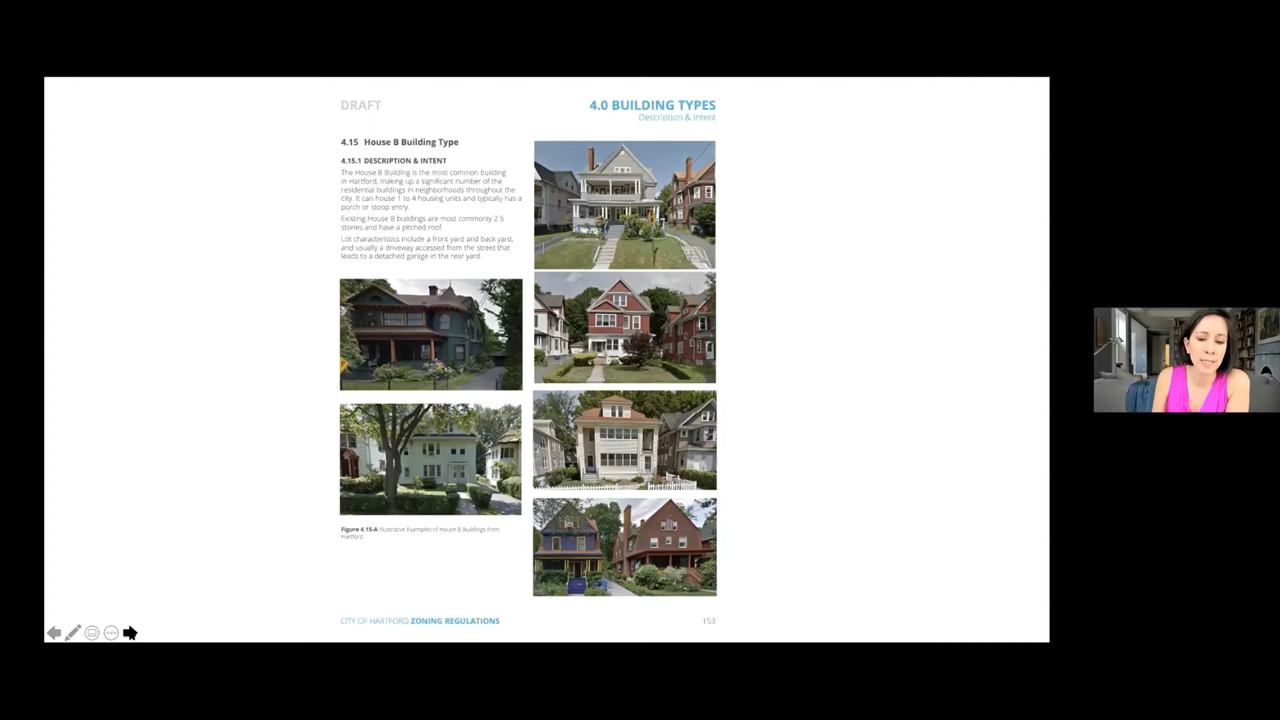 DRAFT
4.0 BUILDING TYPES
Description & Intent
4.15 House B Building Type
4.15.1 DESCRIPTION & INTENT
The House B Building is the most common building
in Hartford, making up a significant number of the
residential buildings in neighborhoods throughout the
city. It can house 1 to 4 housing units and typically has a
porch or stoop entry.
Existing House B buildings are most commonly 2.5
stories and have a pitched roof.
Lot characteristics include a front yard and back yard,
and usually a driveway accessed from the street that
leads to a detached garage in the rear yard.
Figure 4.15-A Illustrative Examples of House B Buildings from
Hartford
CITY OF HARTFORD ZONING REGULATIONS
153